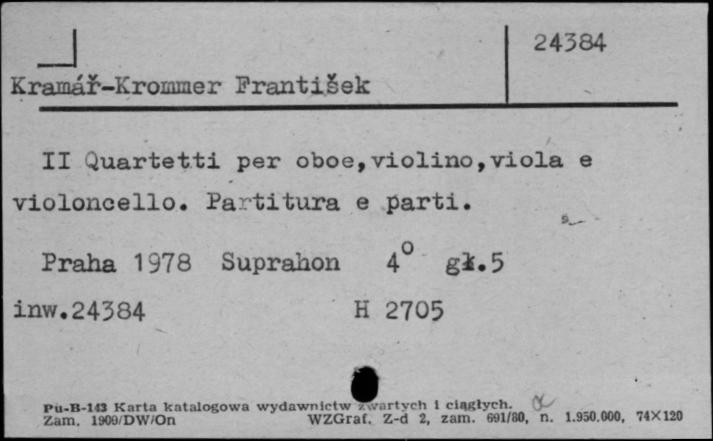 24384
Kramář-Krommer František
II Quartetti per oboe,violino,viola e
violoncello. Partitura e parti.
Praha 1978 Suprahon 4° gł.5
inw.24384 H 2705
Pu-B-143 Karta katalogowa wydawnictw zwartych i ciągłych.
Zam. 1909/DW/On WZGraf. Z-d 2, zam. 691/80, n. 1.950.000, 74×120